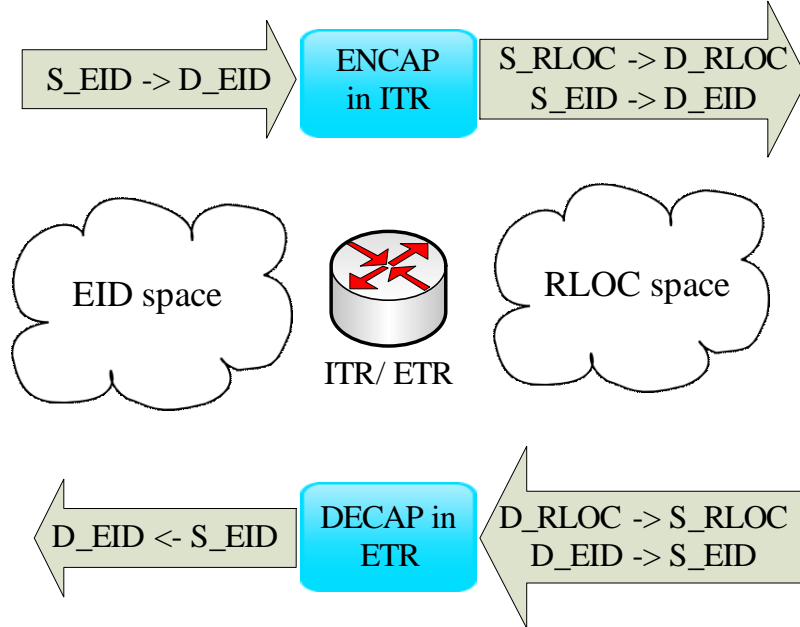 S_EID -> D_EID
ENCAP
in ITR
S_RLOC -> D_RLOC
S_EID -> D_EID
EID space
RLOC space
ITR/ ETR
D_EID <- S_EID
DECAP in
ETR
D_RLOC -> S_RLOC
D_EID -> S_EID